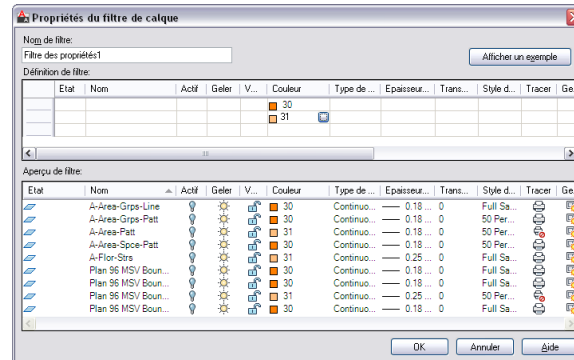 Propriétés du filtre de calque
Nom de filtre:
Filtre des propriétés1
Afficher un exemple
Définition de filtre:
Etat Nom Actif Geler V... Couleur Type de ... Epaisseur... Trans... Style d... Tracer Ge
30
31
Aperçu de filtre:
Etat Nom Actif Geler V... Couleur Type de ... Epaisseur... Trans... Style d... Tracer Ge
A-Area-Grps-Line 30 Continuo... 0.18 ... 0 Full Sa...
A-Area-Grps-Patt 30 Continuo... 0.18 ... 0 50 Per...
A-Area-Patt 31 Continuo... 0.18 ... 0 50 Per...
A-Area-Spce-Patt 30 Continuo... 0.18 ... 0 50 Per...
A-Flor-Strs 31 Continuo... 0.25 ... 0 Full Sa...
Plan 96 MSV Boun... 30 Continuo... 0.18 ... 0 Full Sa...
Plan 96 MSV Boun... 30 Continuo... 0.18 ... 0 Full Sa...
Plan 96 MSV Boun... 31 Continuo... 0.25 ... 0 50 Per...
Plan 96 MSV Boun... 30 Continuo... 0.18 ... 0 Full Sa...
OK Annuler Aide